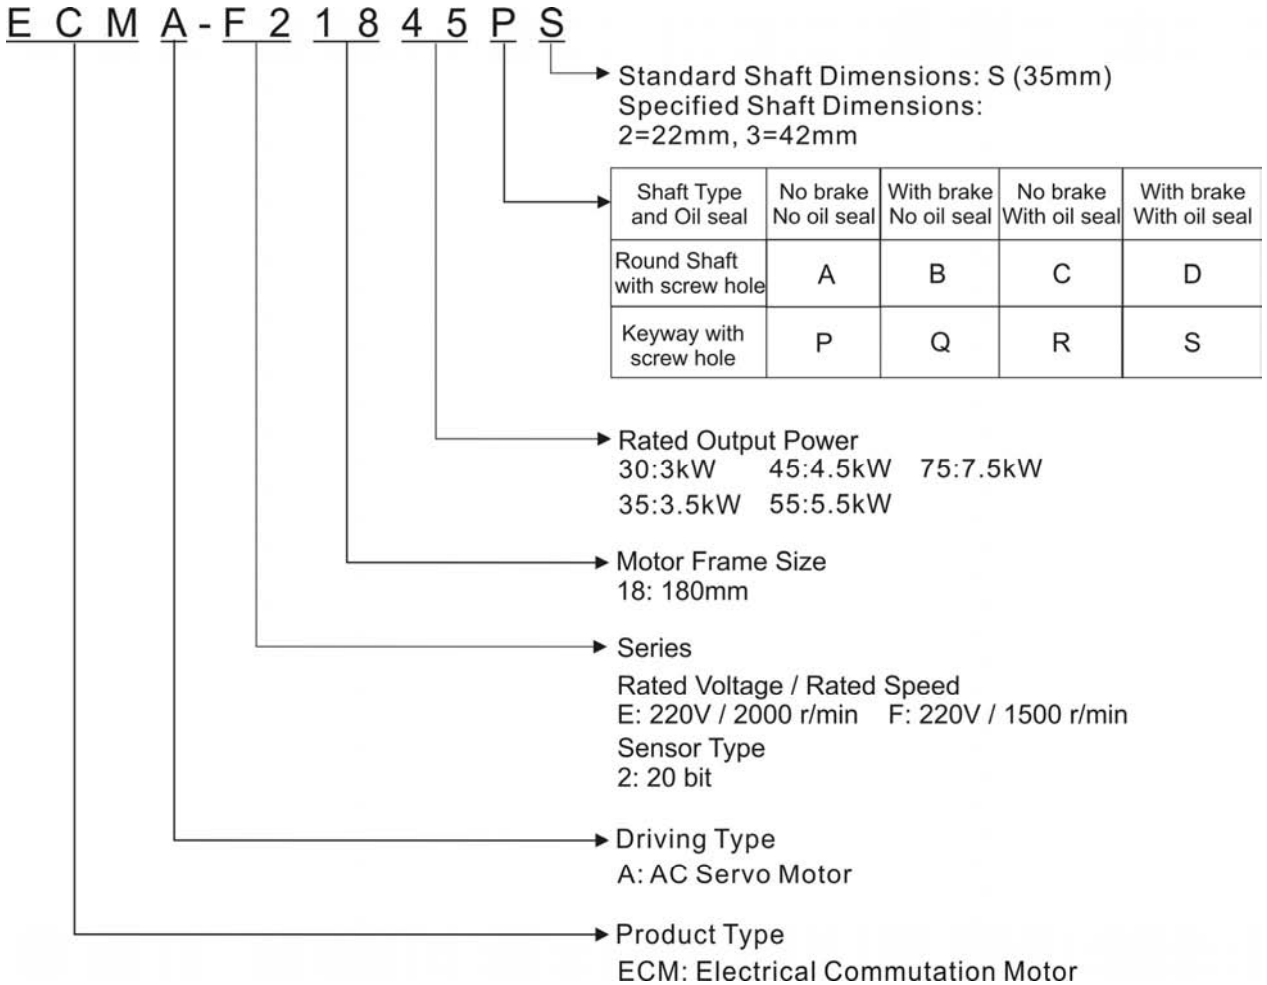 E C M A - F 2 1 8 4 5 P S
Standard Shaft Dimensions: S (35mm)
Specified Shaft Dimensions:
2=22mm, 3=42mm
Shaft Type and Oil seal No brake No oil seal With brake No oil seal No brake With oil seal With brake With oil seal
Round Shaft with screw hole A B C D
Keyway with screw hole P Q R S
Rated Output Power
30:3kW 45:4.5kW 75:7.5kW
35:3.5kW 55:5.5kW
Motor Frame Size
18: 180mm
Series
Rated Voltage / Rated Speed
E: 220V / 2000 r/min F: 220V / 1500 r/min
Sensor Type
2: 20 bit
Driving Type
A: AC Servo Motor
Product Type
ECM: Electrical Commutation Motor